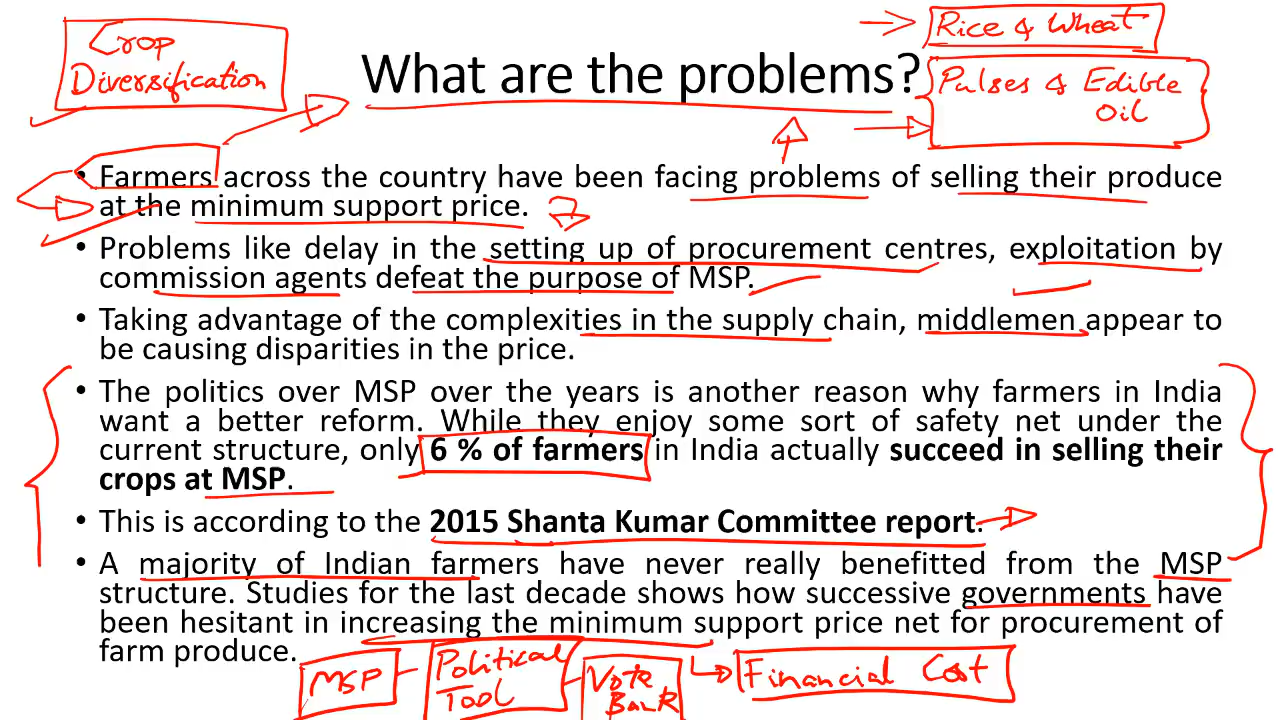 Crop
Diversification
What are the problems?
Rice & Wheat
Pulses & Edible
Oil
• Farmers across the country have been facing problems of selling their produce
at the minimum support price.
• Problems like delay in the setting up of procurement centres, exploitation by
commission agents defeat the purpose of MSP.
• Taking advantage of the complexities in the supply chain, middlemen appear to
be causing disparities in the price.
• The politics over MSP over the years is another reason why farmers in India
want a better reform. While they enjoy some sort of safety net under the
current structure, only 6 % of farmers in India actually succeed in selling their
crops at MSP.
• This is according to the 2015 Shanta Kumar Committee report.
• A majority of Indian farmers have never really benefitted from the MSP
structure. Studies for the last decade shows how successive governments have
been hesitant in increasing the minimum support price net for procurement of
farm produce.
MSP
Political
Tool
Vote
Bank
Financial Cost